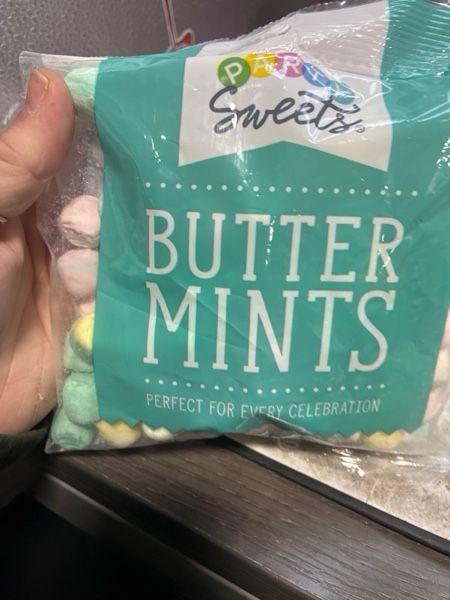 PARTY
Sweets®
BUTTER
MINTS
PERFECT FOR EVERY CELEBRATION